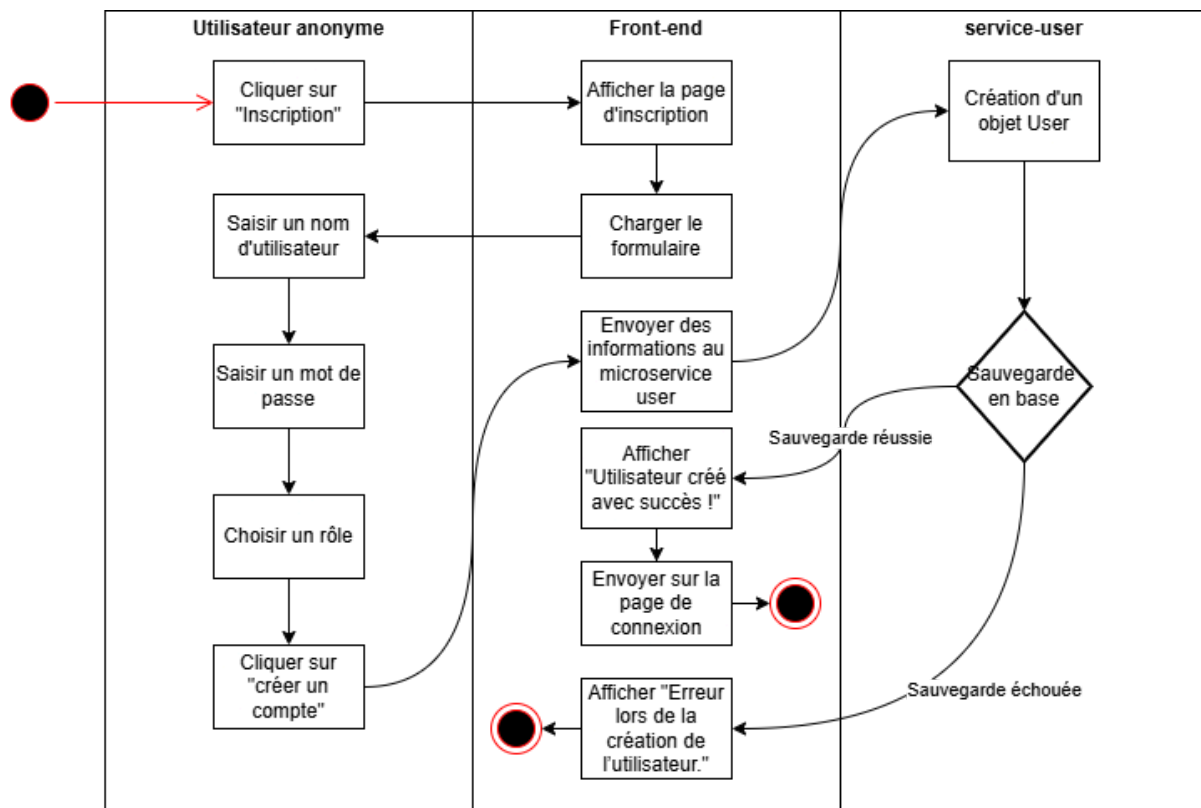 Utilisateur anonyme
Front-end
service-user
Cliquer sur
"Inscription"
Afficher la page
d'inscription
Création d'un
objet User
Saisir un nom
d'utilisateur
Charger le
formulaire
Saisir un mot de
passe
Envoyer des
informations au
microservice
user
Sauvegarde
en base
Sauvegarde réussie
Afficher
"Utilisateur créé
avec succès !"
Choisir un rôle
Envoyer sur la
page de
connexion
Cliquer sur
"créer un
compte"
Afficher "Erreur
lors de la
création de
l'utilisateur."
Sauvegarde échouée